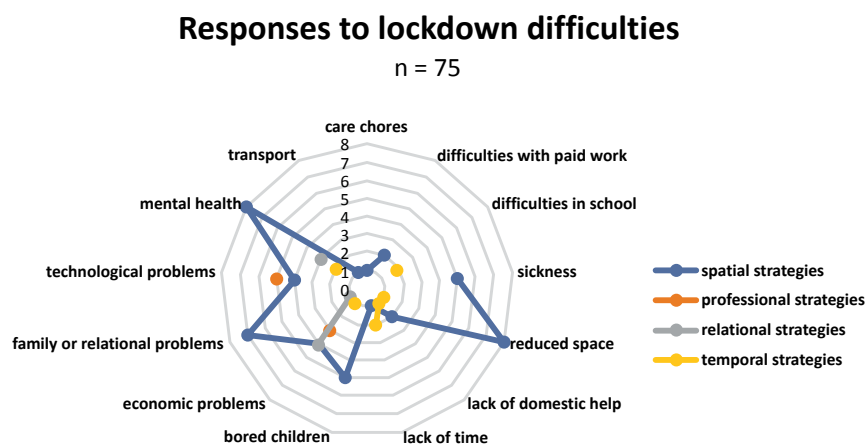 Responses to lockdown difficulties
n = 75
care chores
8
7
6
5
4
3
2
1
0
difficulties with paid work
difficulties in school
sickness
reduced space
lack of domestic help
lack of time
bored children
economic problems
family or relational problems
technological problems
mental health
transport
spatial strategies
professional strategies
relational strategies
temporal strategies